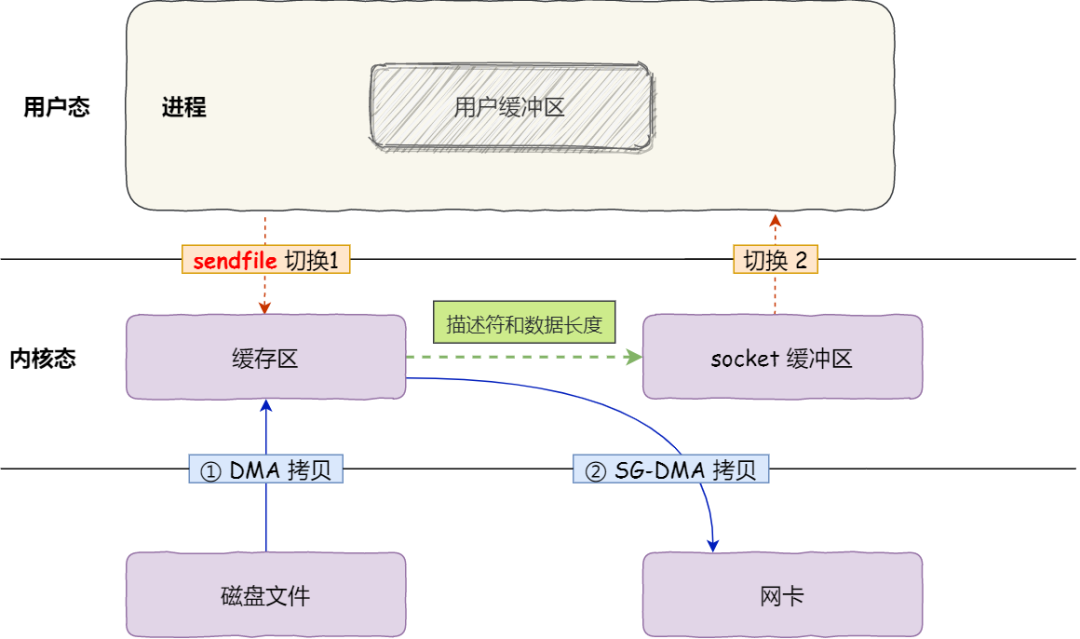 用户态
进程
用户缓冲区
sendfile 切换1
切换 2
描述符和数据长度
内核态
缓存区
socket 缓冲区
① DMA 拷贝
② SG-DMA 拷贝
磁盘文件
网卡